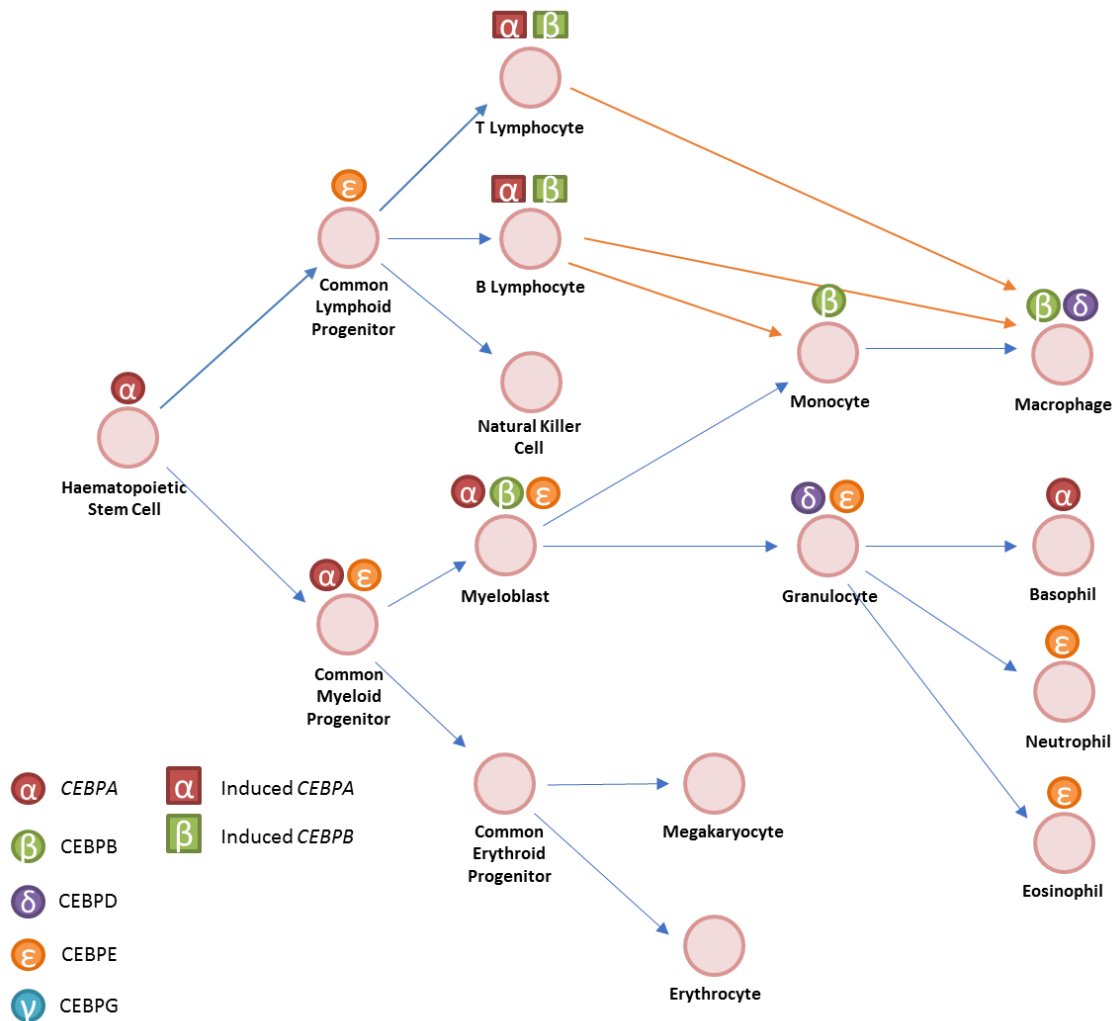 α β
T Lymphocyte
ε
Common
Lymphoid
Progenitor
α β
B Lymphocyte
Natural Killer
Cell
β
Monocyte
β δ
Macrophage
α
Haematopoietic
Stem Cell
α ε
Common
Myeloid
Progenitor
α β ε
Myeloblast
δ ε
Granulocyte
α
Basophil
ε
Neutrophil
ε
Eosinophil
Common
Erythroid
Progenitor
Megakaryocyte
Erythrocyte
α CEBPA
β CEBPB
δ CEBPD
ε CEBPE
γ CEBPG
α Induced CEBPA
β Induced CEBPB